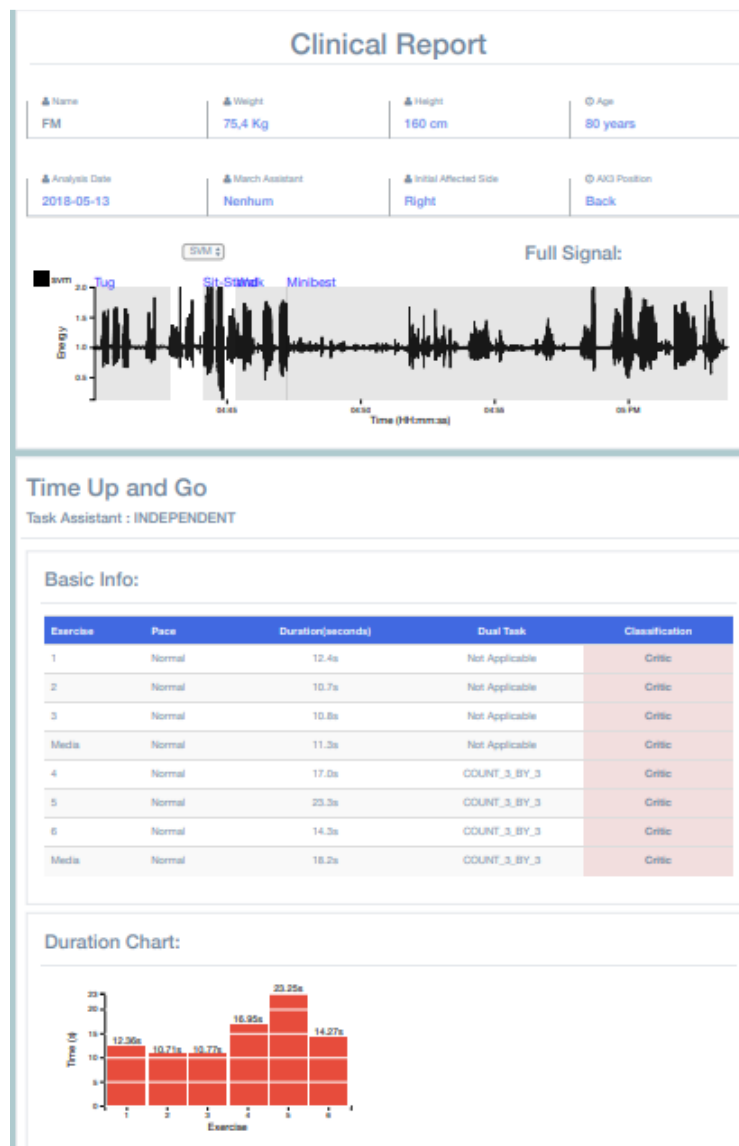 Clinical Report
Name Weight Height Age
FM 75,4 Kg 160 cm 80 years
Analysis Date March Assistant Initial Affected Side AX3 Position
2018-05-13 Nenhum Right Back
SVM Full Signal:
svm Tug Sit-Stand Walk Minibest
2.0
1.5
1.0
0.5
Energy
04:45 04:50 04:55 05 PM
Time (HH:mm:ss)
Time Up and Go
Task Assistant : INDEPENDENT
Basic Info:
Exercise Pace Duration(seconds) Dual Task Classification
1 Normal 12.4s Not Applicable Critic
2 Normal 10.7s Not Applicable Critic
3 Normal 10.8s Not Applicable Critic
Media Normal 11.3s Not Applicable Critic
4 Normal 17.0s COUNT_3_BY_3 Critic
5 Normal 23.3s COUNT_3_BY_3 Critic
6 Normal 14.3s COUNT_3_BY_3 Critic
Media Normal 18.2s COUNT_3_BY_3 Critic
Duration Chart:
23
20
15
10
5
0
Time (s)
12.36s 10.71s 10.77s 16.95s 23.25s 14.27s
1 2 3 4 5 6
Exercise